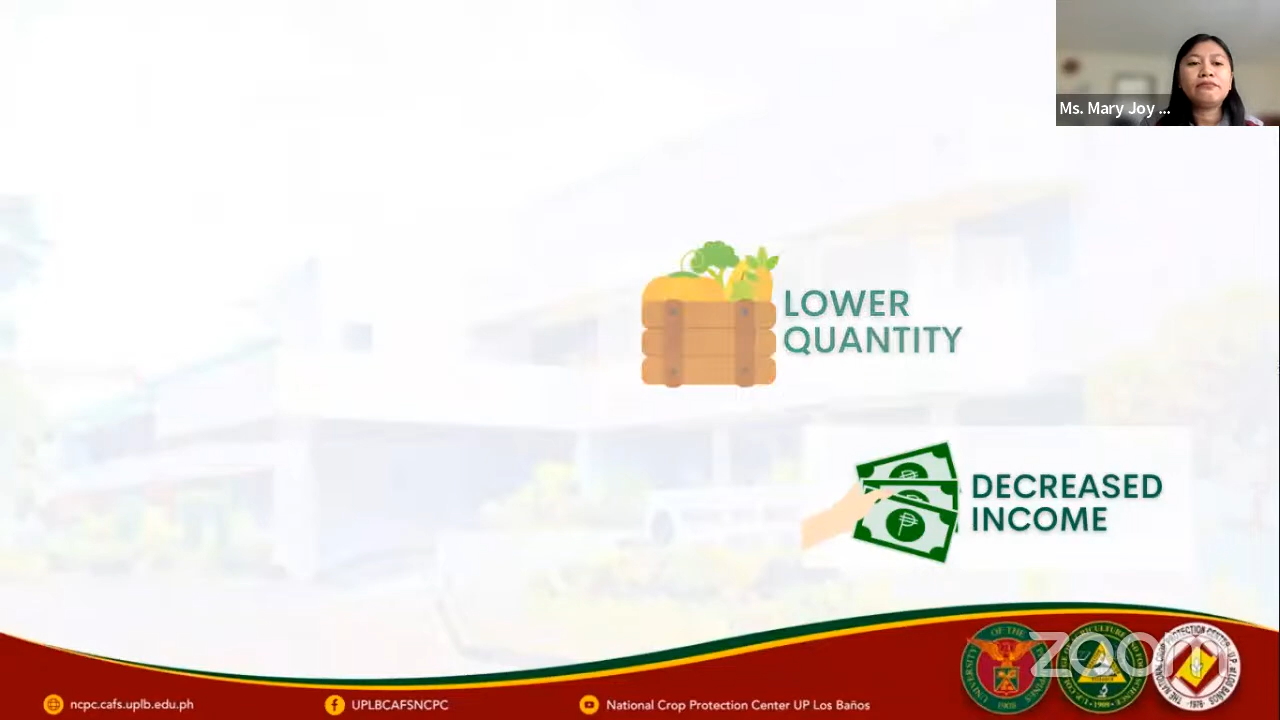 Ms. Mary Joy ...
LOWER
QUANTITY
DECREASED
INCOME
ncpc.cafs.uplb.edu.ph
UPLBCAFSNCPC
National Crop Protection Center UP Los Baños
zoom